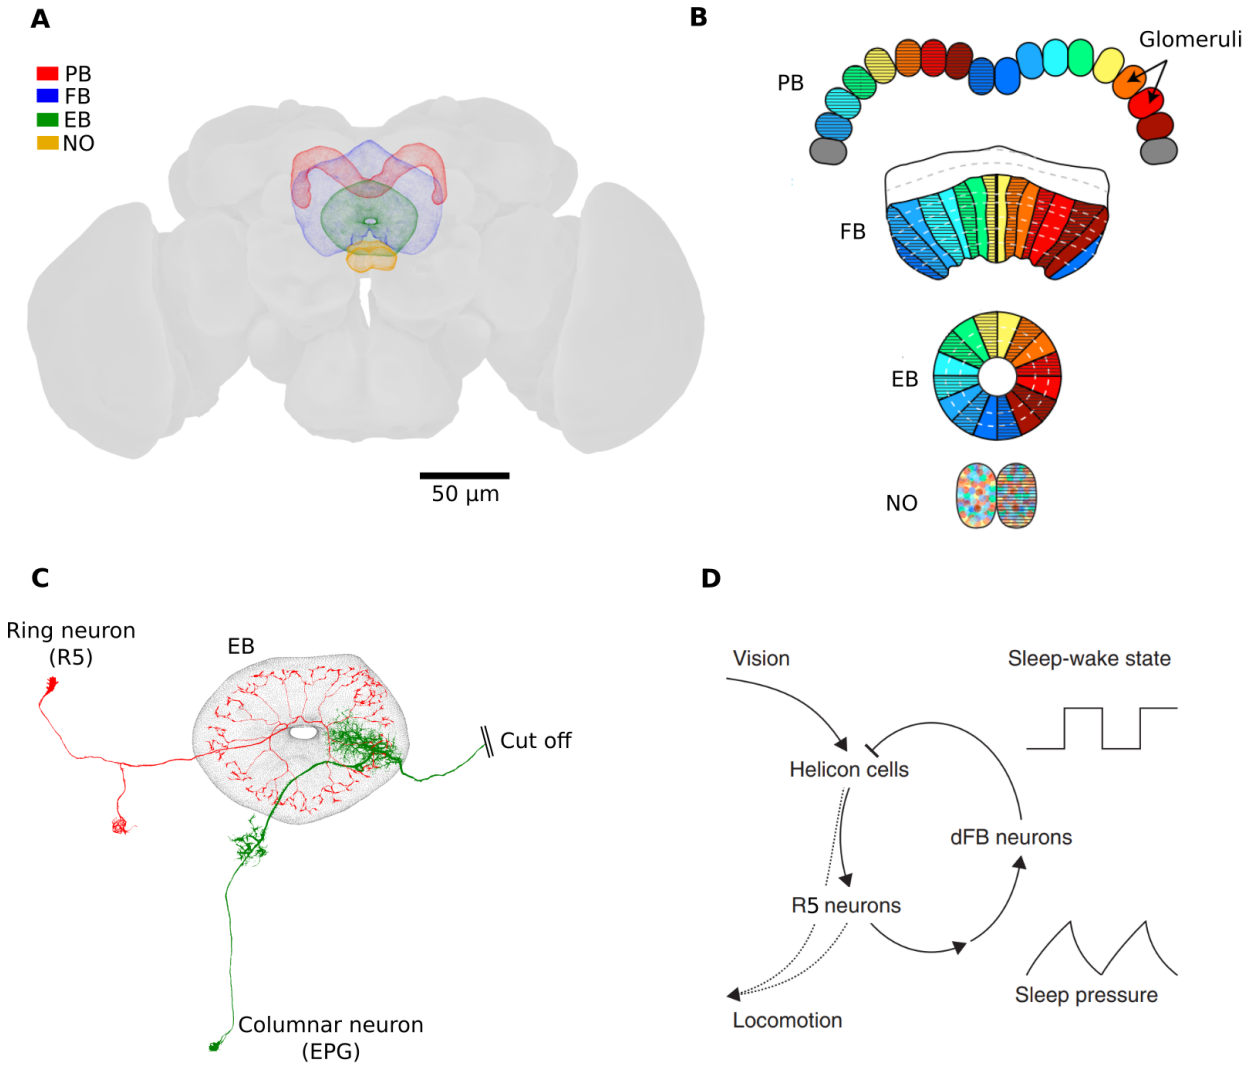 A
PB
FB
EB
NO
50 μm
B
Glomeruli
PB
FB
EB
NO
C
Ring neuron
(R5)
EB
Cut off
Columnar neuron
(EPG)
D
Vision
Sleep-wake state
Helicon cells
dFB neurons
R5 neurons
Sleep pressure
Locomotion